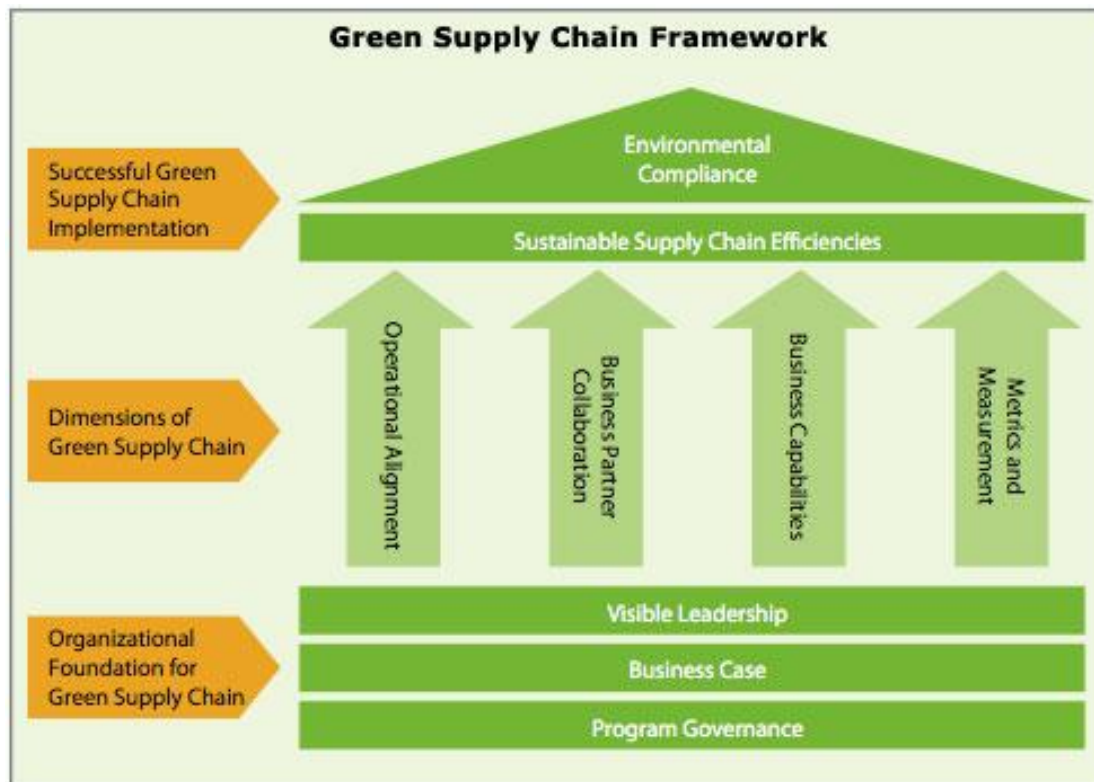 Green Supply Chain Framework
Successful Green
Supply Chain
Implementation
Environmental
Compliance
Sustainable Supply Chain Efficiencies
Dimensions of
Green Supply Chain
Operational Alignment
Business Partner
Collaboration
Business Capabilities
Metrics and
Measurement
Organizational
Foundation for
Green Supply Chain
Visible Leadership
Business Case
Program Governance